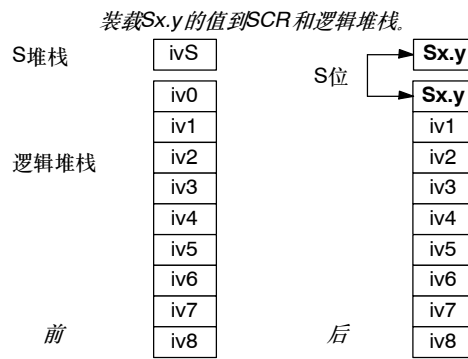 装载Sx.y的值到SCR和逻辑堆栈。
S堆栈 ivS Sx.y
S位
iv0 Sx.y
iv1 iv1
逻辑堆栈 iv2 iv2
iv3 iv3
iv4 iv4
iv5 iv5
iv6 iv6
iv7 iv7
前 iv8 后 iv8